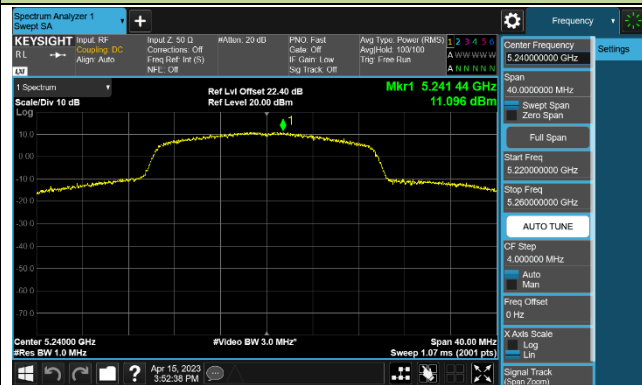 Spectrum Analyzer 1
Swept SA
Frequency
KEYSIGHT
RL
LXI
Input: RF
Coupling: DC
Align: Auto
Input Z: 50 Ω
Corrections: Off
Freq Ref: Int (S)
NFE: Off
#Atten: 20 dB
PNO: Fast
Gate: Off
IF Gain: Low
Sig Track: Off
Avg Type: Power (RMS)
Avg|Hold: 100/100
Trig: Free Run
1 2 3 4 5 6
A W W W W W
A N N N N N
1 Spectrum
Scale/Div 10 dB
Log
Ref Lvl Offset 22.40 dB
Ref Level 20.00 dBm
Mkr1 5.241 44 GHz
11.096 dBm
1
10.0
0.00
-10.0
-20.0
-30.0
-40.0
-50.0
-60.0
-70.0
Center 5.24000 GHz
#Res BW 1.0 MHz
#Video BW 3.0 MHz*
Span 40.00 MHz
Sweep 1.07 ms (2001 pts)
Apr 15, 2023
3:52:38 PM
Center Frequency
5.240000000 GHz
Settings
Span
40.0000000 MHz
Swept Span
Zero Span
Full Span
Start Freq
5.220000000 GHz
Stop Freq
5.260000000 GHz
AUTO TUNE
CF Step
4.000000 MHz
Auto
Man
Freq Offset
0 Hz
X Axis Scale
Log
Lin
Signal Track
(Span Zoom)